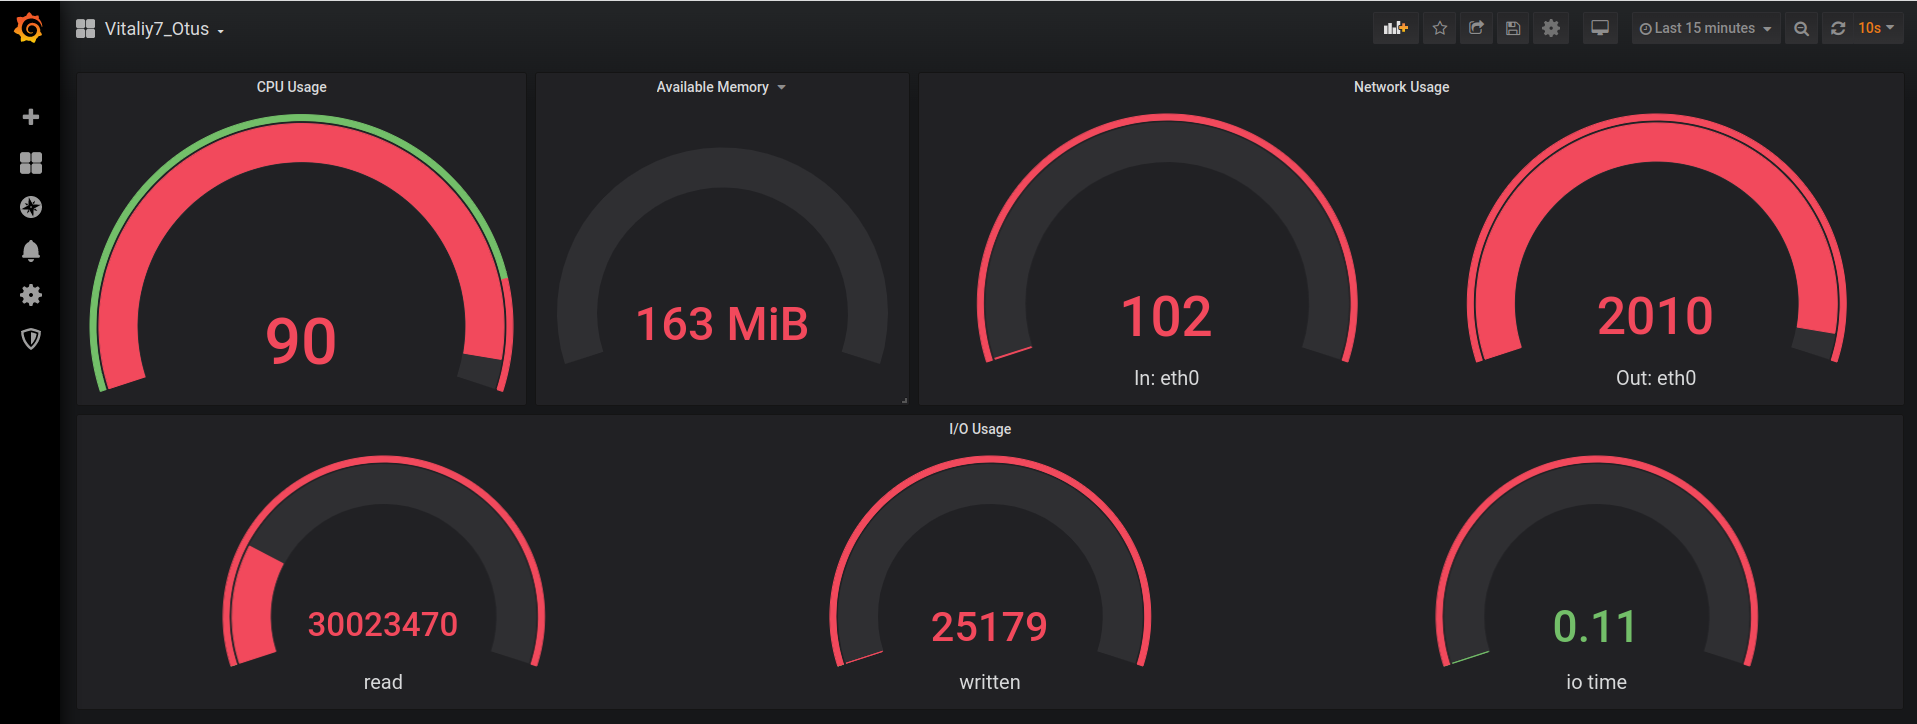 Vitaliy7_Otus
Last 15 minutes
10s
CPU Usage
90
Available Memory
163 MiB
Network Usage
102
In: eth0
2010
Out: eth0
I/O Usage
30023470
read
25179
written
0.11
io time